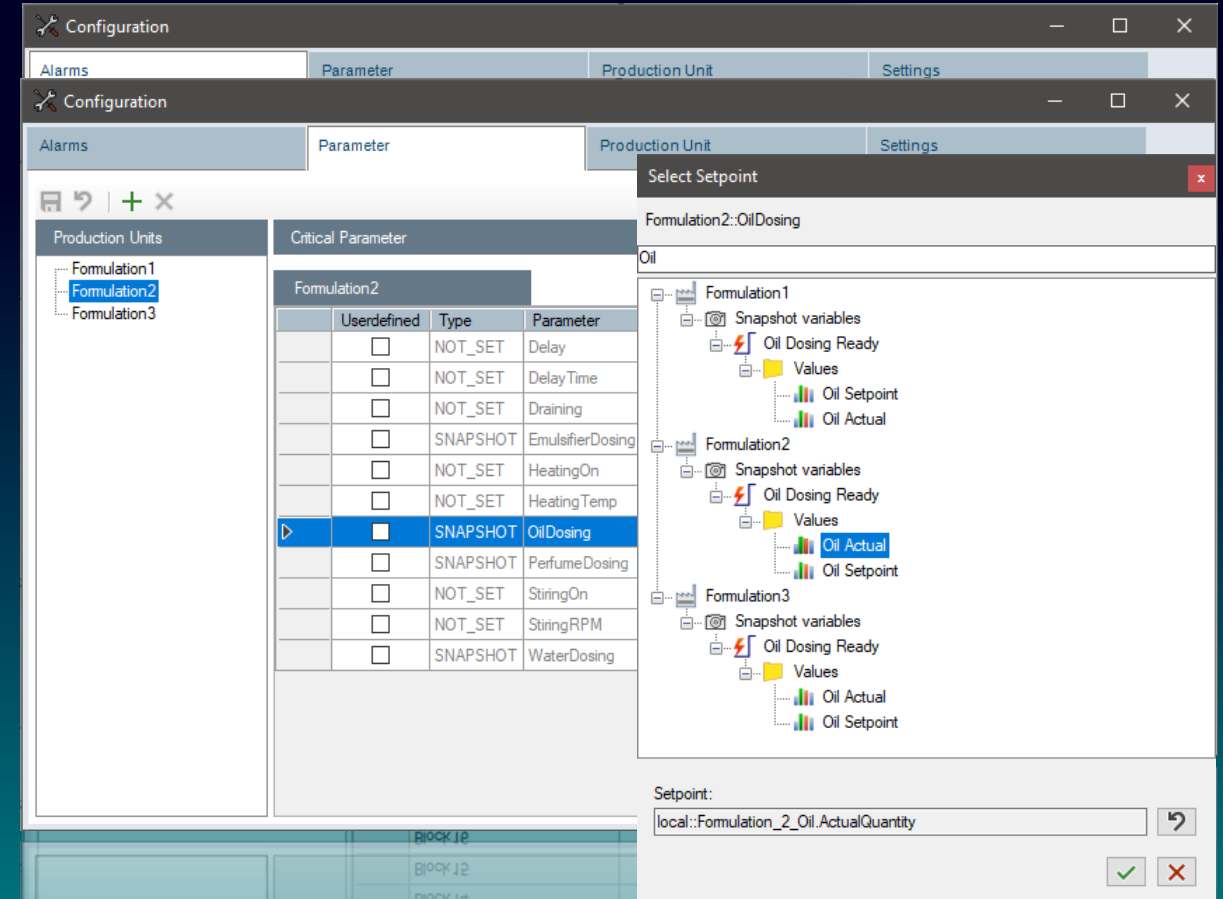 Configuration
Alarms Parameter Production Unit Settings
Configuration
Alarms Parameter Production Unit Settings
Production Units
Formulation1
Formulation2
Formulation3
Critical Parameter
Formulation2
Userdefined Type Parameter
NOT_SET Delay
NOT_SET DelayTime
NOT_SET Draining
SNAPSHOT EmulsifierDosing
NOT_SET HeatingOn
NOT_SET HeatingTemp
SNAPSHOT OilDosing
SNAPSHOT PerfumeDosing
NOT_SET StiringOn
NOT_SET StiringRPM
SNAPSHOT WaterDosing
Select Setpoint
Formulation2::OilDosing
Oil
Formulation1
Snapshot variables
Oil Dosing Ready
Values
Oil Setpoint
Oil Actual
Formulation2
Snapshot variables
Oil Dosing Ready
Values
Oil Actual
Oil Setpoint
Formulation3
Snapshot variables
Oil Dosing Ready
Values
Oil Actual
Oil Setpoint
Setpoint:
local::Formulation_2_Oil.ActualQuantity